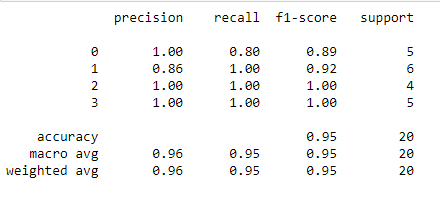 precision recall f1-score support
0 1.00 0.80 0.89 5
1 0.86 1.00 0.92 6
2 1.00 1.00 1.00 4
3 1.00 1.00 1.00 5
accuracy 0.95 20
macro avg 0.96 0.95 0.95 20
weighted avg 0.96 0.95 0.95 20